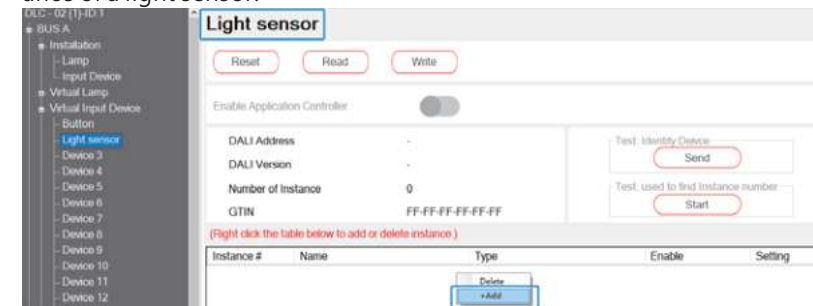 ance of a light sensor.
DLC - 02 (1)-ID:1
BUS A
Installation
Lamp
Input Device
Virtual Lamp
Virtual Input Device
Button
Light sensor
Device 3
Device 4
Device 5
Device 6
Device 7
Device 8
Device 9
Device 10
Device 11
Device 12
Light sensor
Reset Read Write
Enable Application Controller
DALI Address -
DALI Version -
Number of Instance 0
GTIN FF-FF-FF-FF-FF-FF
Test: Identify Device
Send
Test: used to find Instance number
Start
(Right click the table below to add or delete instance.)
Instance # Name Type Enable Setting
Delete
+Add